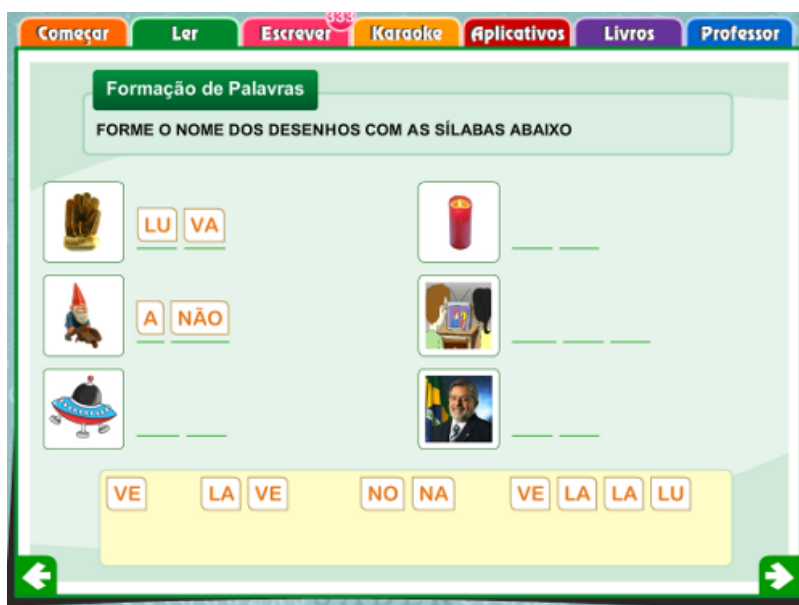 333
Começar Ler Escrever Karaoke Aplicativos Livros Professor
Formação de Palavras
FORME O NOME DOS DESENHOS COM AS SÍLABAS ABAIXO
LU VA
A NÃO
VE LA VE NO NA VE LA LA LU